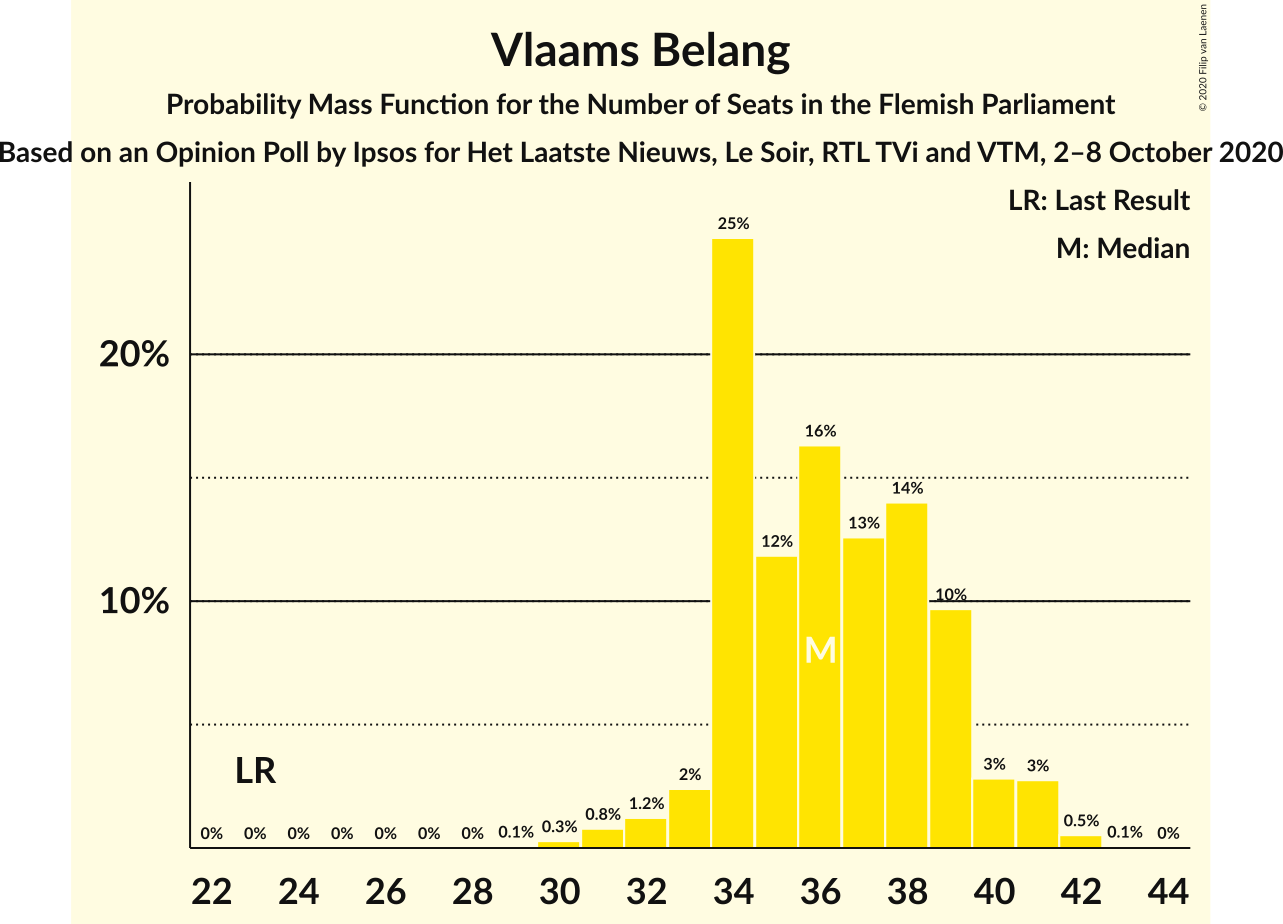 Vlaams Belang
Probability Mass Function for the Number of Seats in the Flemish Parliament
Based on an Opinion Poll by Ipsos for Het Laatste Nieuws, Le Soir, RTL TVi and VTM, 2–8 October 2020
© 2020 Filip van Laenen
LR: Last Result
M: Median
25%
20%
16%
14%
13%
12%
10%
10%
M
LR
0% 0% 0% 0% 0% 0% 0% 0.1% 0.3% 0.8% 1.2% 2% 3% 3% 0.5% 0.1% 0%
22 24 26 28 30 32 34 36 38 40 42 44